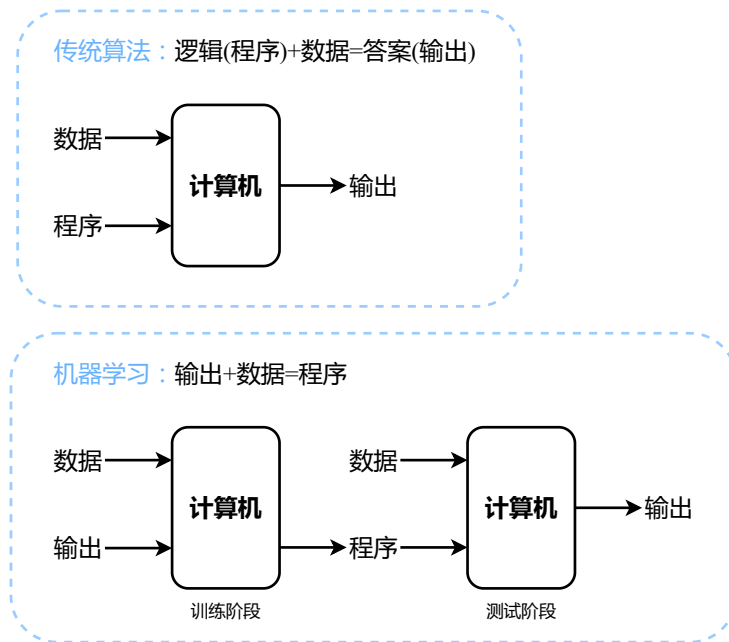 传统算法：逻辑(程序)+数据=答案(输出)
数据
计算机
输出
程序
机器学习：输出+数据=程序
数据
数据
计算机
计算机
输出
输出
程序
训练阶段
测试阶段